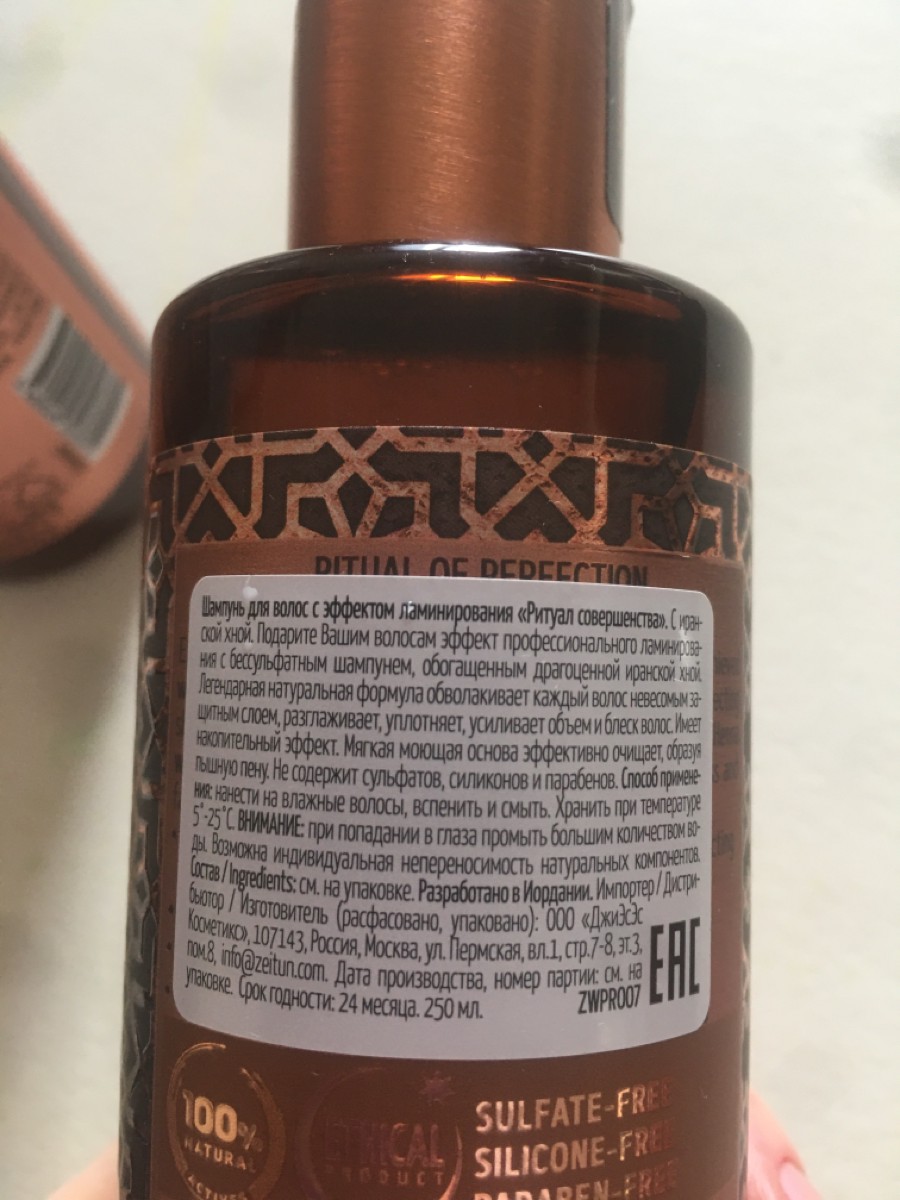 RITUAL OF PERFECTION
Шампунь для волос с эффектом ламинирования «Ритуал совершенства». С иран-
ской хной. Подарите Вашим волосам эффект профессионального ламинирова-
ния с бессульфатным шампунем, обогащенным драгоценной иранской хной.
Легендарная натуральная формула обволакивает каждый волос невесомым за-
щитным слоем, разглаживает, уплотняет, усиливает объем и блеск волос. Имеет
накопительный эффект. Мягкая моющая основа эффективно очищает, образуя
пышную пену. Не содержит сульфатов, силиконов и парабенов. Способ примене-
ния: нанести на влажные волосы, вспенить и смыть. Хранить при температуре
5°-25°С. ВНИМАНИЕ: при попадании в глаза промыть большим количеством во-
ды. Возможна индивидуальная непереносимость натуральных компонентов.
Состав / Ingredients: см. на упаковке. Разработано в Иордании. Импортер / Дистри-
бьютор / Изготовитель (расфасовано, упаковано): ООО «ДжиЭсЭс
Косметикс», 107143, Россия, Москва, ул. Пермская, вл.1, стр.7-8, эт.3,
пом.8, info@zeitun.com. Дата производства, номер партии: см. на
упаковке. Срок годности: 24 месяца. 250 мл.
ZWPR007
EAC
100%
NATURAL
ACTIVES
ETHICAL
PRODUCT
SULFATE-FREE
SILICONE-FREE
PARABEN-FREE